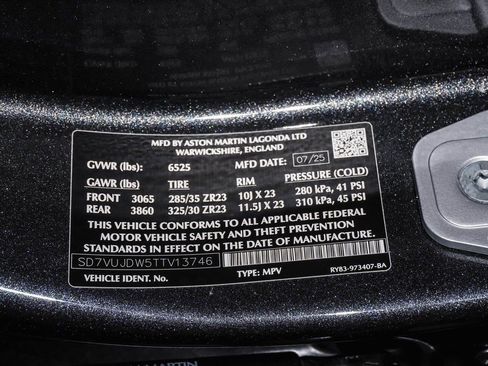 MFD BY ASTON MARTIN LAGONDA LTD
WARWICKSHIRE, ENGLAND
GVWR (lbs): 6525 MFD DATE: 07/25
GAWR (lbs) TIRE RIM PRESSURE (COLD)
FRONT 3065 285/35 ZR23 10J X 23 280 kPa, 41 PSI
REAR 3860 325/30 ZR23 11.5J X 23 310 kPa, 45 PSI
THIS VEHICLE CONFORMS TO ALL APPLICABLE FEDERAL
MOTOR VEHICLE SAFETY AND THEFT PREVENTION
STANDARDS IN EFFECT ON THE DATE OF MANUFACTURE
SD7VUJDW5TTV13746
VEHICLE IDENT NO. TYPE: MPV RY83-973407-BA
MARTIN